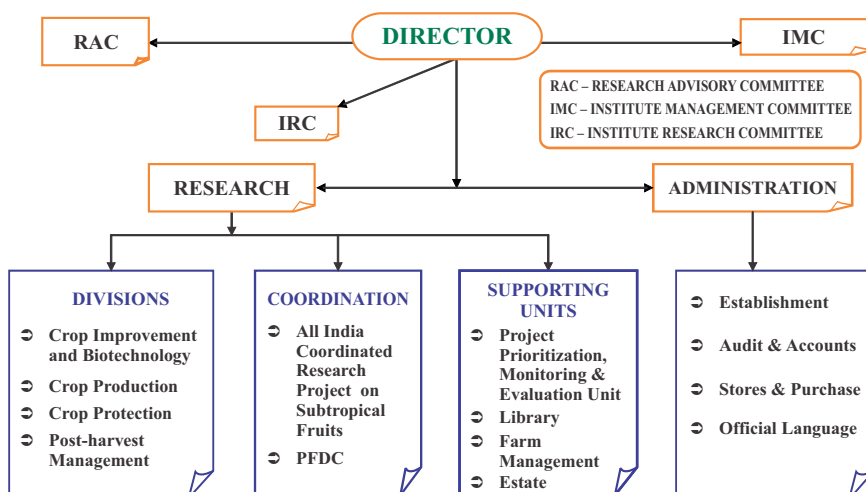 DIRECTOR
RAC
IMC
IRC
RAC – RESEARCH ADVISORY COMMITTEE
IMC – INSTITUTE MANAGEMENT COMMITTEE
IRC – INSTITUTE RESEARCH COMMITTEE
RESEARCH
ADMINISTRATION
DIVISIONS
➲ Crop Improvement
and Biotechnology
➲ Crop Production
➲ Crop Protection
➲ Post-harvest
Management
COORDINATION
➲ All India
Coordinated
Research
Project on
Subtropical
Fruits
➲ PFDC
SUPPORTING
UNITS
➲ Project
Prioritization,
Monitoring &
Evaluation Unit
➲ Library
➲ Farm
Management
➲ Estate
➲ Establishment
➲ Audit & Accounts
➲ Stores & Purchase
➲ Official Language